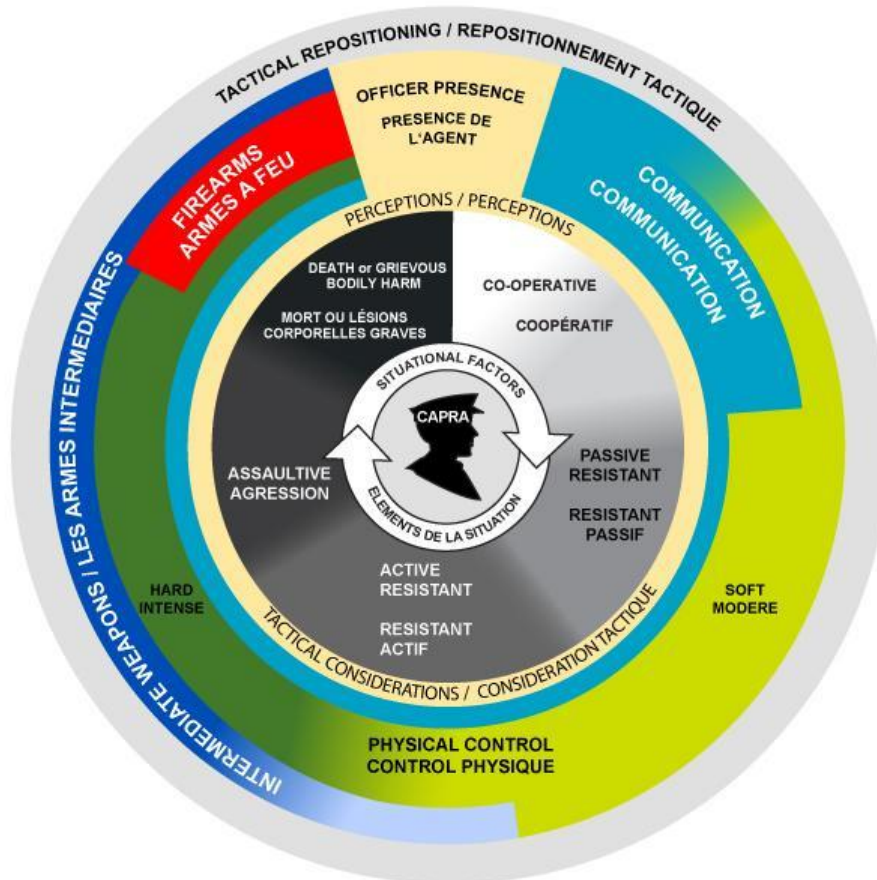 TACTICAL REPOSITIONING / REPOSITIONNEMENT TACTIQUE
OFFICER PRESENCE
PRESENCE DE
L'AGENT
COMMUNICATION
COMMUNICATION
FIREARMS
ARMES A FEU
PERCEPTIONS / PERCEPTIONS
DEATH or GRIEVOUS
BODILY HARM
MORT OU LÉSIONS
CORPORELLES GRAVES
CO-OPERATIVE
COOPÉRATIF
SITUATIONAL FACTORS
CAPRA
ELEMENTS DE LA SITUATION
ASSAULTIVE
AGRESSION
PASSIVE
RESISTANT
RESISTANT
PASSIF
ACTIVE
RESISTANT
RESISTANT
ACTIF
TACTICAL CONSIDERATIONS / CONSIDERATION TACTIQUE
HARD
INTENSE
SOFT
MODERE
INTERMEDIATE WEAPONS / LES ARMES INTERMEDIAIRES
PHYSICAL CONTROL
CONTROL PHYSIQUE